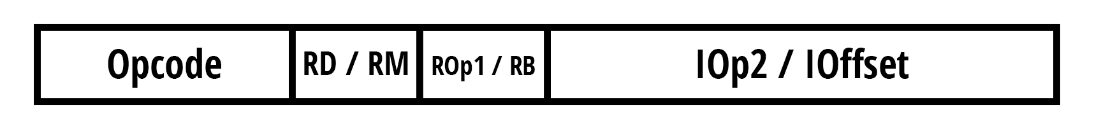 Opcode RD / RM ROp1 / RB IOp2 / IOffset